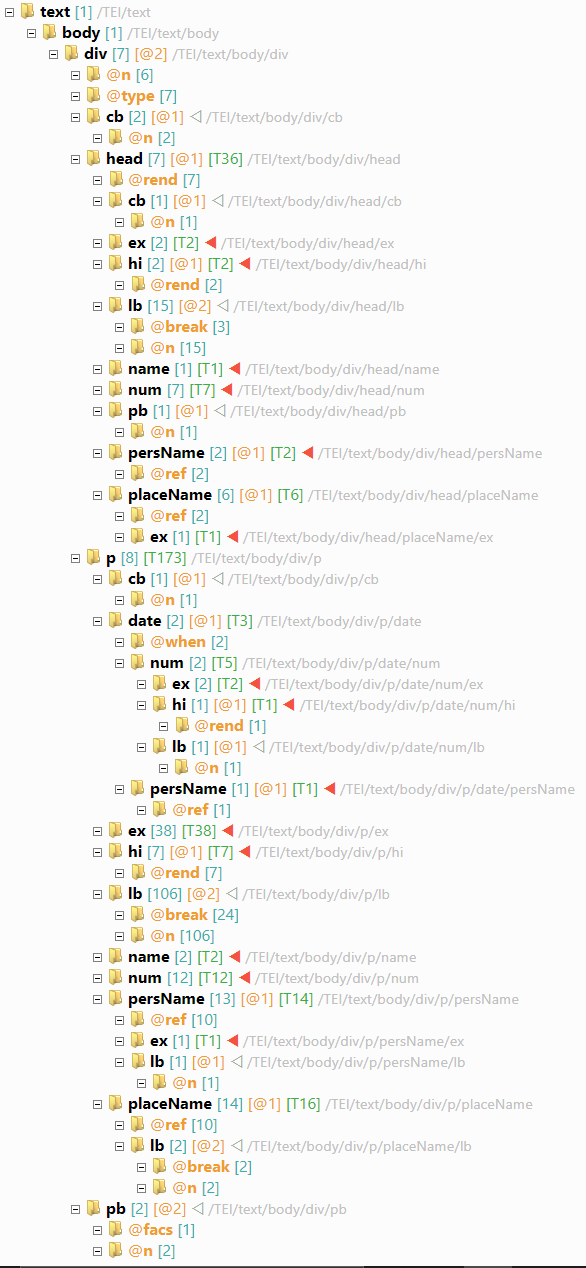 text [1] /TEI/text
body [1] /TEI/text/body
div [7] [@2] /TEI/text/body/div
@n [6]
@type [7]
cb [2] [@1] ◁ /TEI/text/body/div/cb
@n [2]
head [7] [@1] [T36] /TEI/text/body/div/head
@rend [7]
cb [1] [@1] ◁ /TEI/text/body/div/head/cb
@n [1]
ex [2] [T2] ◀ /TEI/text/body/div/head/ex
hi [2] [@1] [T2] ◀ /TEI/text/body/div/head/hi
@rend [2]
lb [15] [@2] ◁ /TEI/text/body/div/head/lb
@break [3]
@n [15]
name [1] [T1] ◀ /TEI/text/body/div/head/name
num [7] [T7] ◀ /TEI/text/body/div/head/num
pb [1] [@1] ◁ /TEI/text/body/div/head/pb
@n [1]
persName [2] [@1] [T2] ◀ /TEI/text/body/div/head/persName
@ref [2]
placeName [6] [@1] [T6] /TEI/text/body/div/head/placeName
@ref [2]
ex [1] [T1] ◀ /TEI/text/body/div/head/placeName/ex
p [8] [T173] /TEI/text/body/div/p
cb [1] [@1] ◁ /TEI/text/body/div/p/cb
@n [1]
date [2] [@1] [T3] /TEI/text/body/div/p/date
@when [2]
num [2] [T5] /TEI/text/body/div/p/date/num
ex [2] [T2] ◀ /TEI/text/body/div/p/date/num/ex
hi [1] [@1] [T1] ◀ /TEI/text/body/div/p/date/num/hi
@rend [1]
lb [1] [@1] ◁ /TEI/text/body/div/p/date/num/lb
@n [1]
persName [1] [@1] [T1] ◀ /TEI/text/body/div/p/date/persName
@ref [1]
ex [38] [T38] ◀ /TEI/text/body/div/p/ex
hi [7] [@1] [T7] ◀ /TEI/text/body/div/p/hi
@rend [7]
lb [106] [@2] ◁ /TEI/text/body/div/p/lb
@break [24]
@n [106]
name [2] [T2] ◀ /TEI/text/body/div/p/name
num [12] [T12] ◀ /TEI/text/body/div/p/num
persName [13] [@1] [T14] /TEI/text/body/div/p/persName
@ref [10]
ex [1] [T1] ◀ /TEI/text/body/div/p/persName/ex
lb [1] [@1] ◁ /TEI/text/body/div/p/persName/lb
@n [1]
placeName [14] [@1] [T16] /TEI/text/body/div/p/placeName
@ref [10]
lb [2] [@2] ◁ /TEI/text/body/div/p/placeName/lb
@break [2]
@n [2]
pb [2] [@2] ◁ /TEI/text/body/div/pb
@facs [1]
@n [2]